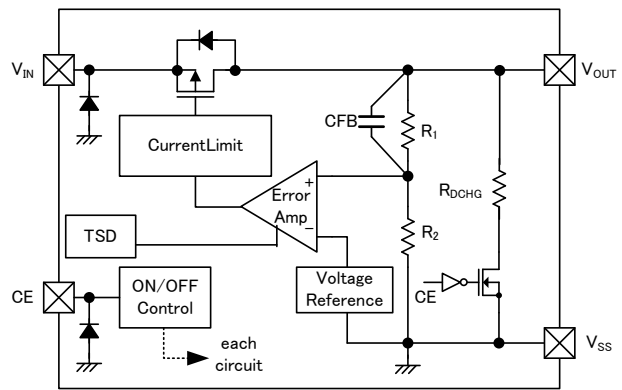 VIN
VOUT
CFB
R1
CurrentLimit
RDCHG
+
Error
Amp
−
R2
TSD
Voltage
Reference
CE
ON/OFF
Control
CE
each
circuit
VSS